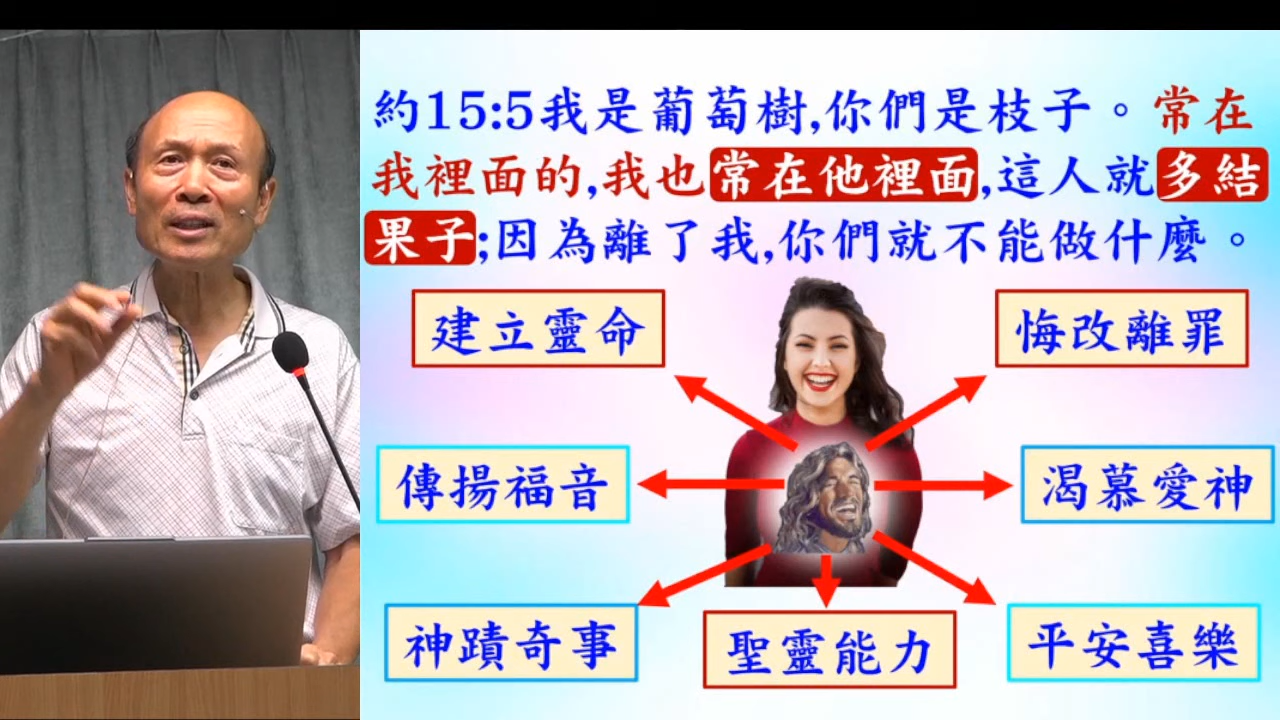 約15:5我是葡萄樹,你們是枝子。常在
我裡面的,我也常在他裡面,這人就多結
果子;因為離了我,你們就不能做什麼。
建立靈命
悔改離罪
傳揚福音
渴慕愛神
神蹟奇事
聖靈能力
平安喜樂